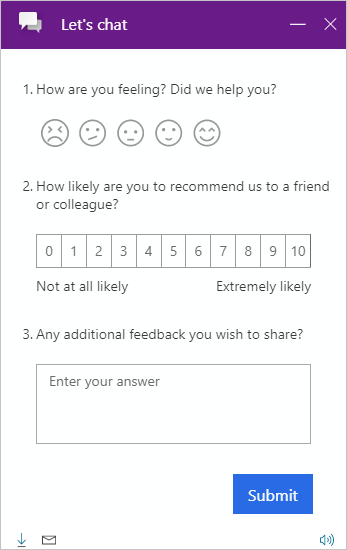 Let's chat
1. How are you feeling? Did we help you?
2. How likely are you to recommend us to a friend
or colleague?
0 1 2 3 4 5 6 7 8 9 10
Not at all likely Extremely likely
3. Any additional feedback you wish to share?
Enter your answer
Submit